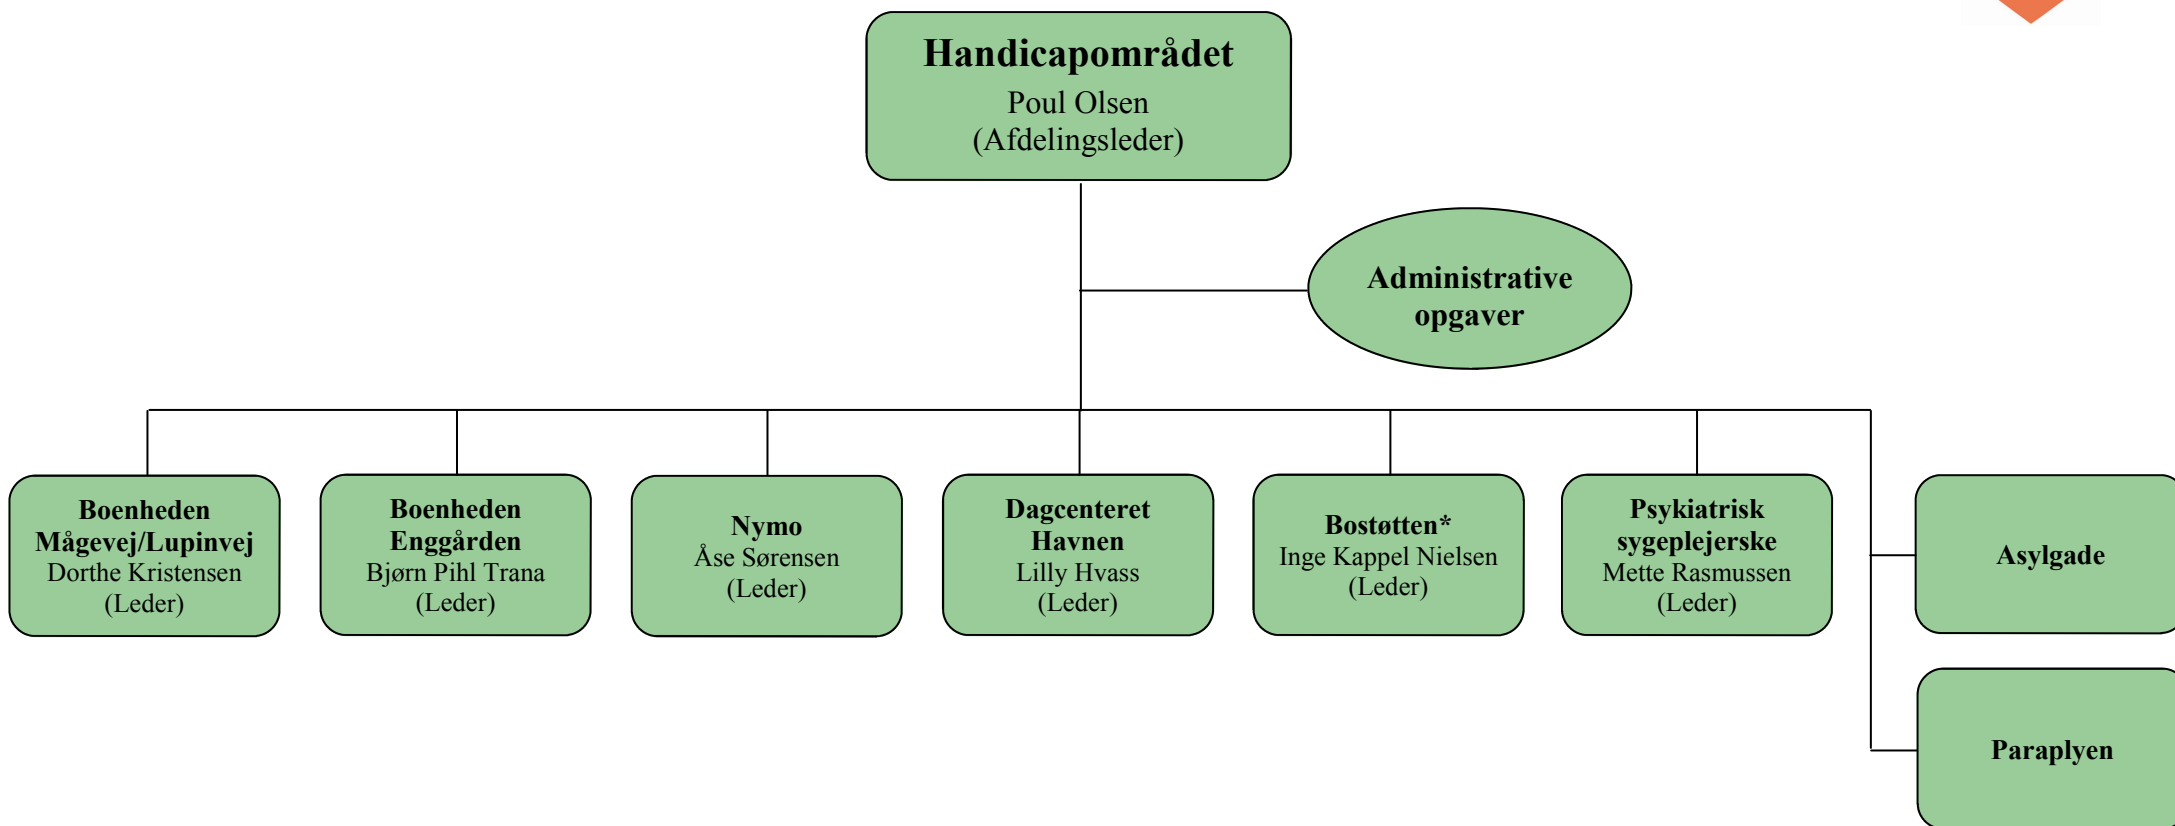 Handicapområdet
Poul Olsen
(Afdelingsleder)
Administrative
opgaver
Boenheden
Mågevej/Lupinvej
Dorthe Kristensen
(Leder)
Boenheden
Enggården
Bjørn Pihl Trana
(Leder)
Nymo
Åse Sørensen
(Leder)
Dagcenteret
Havnen
Lilly Hvass
(Leder)
Bostøtten*
Inge Kappel Nielsen
(Leder)
Psykiatrisk
sygeplejerske
Mette Rasmussen
(Leder)
Asylgade
Paraplyen